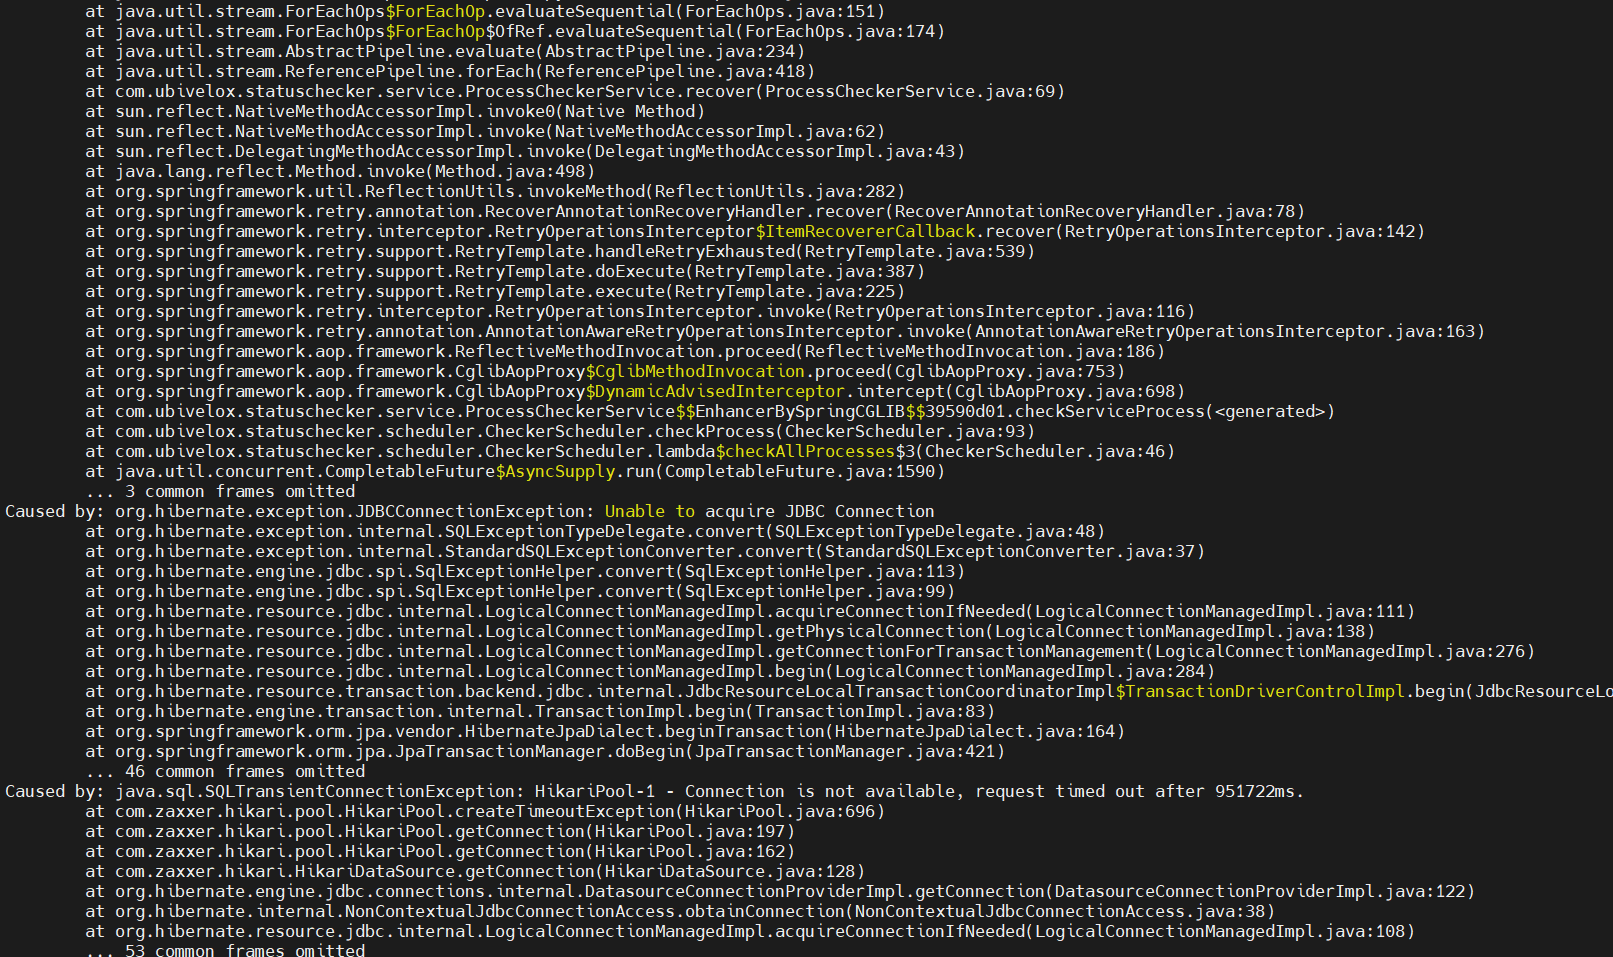 at java.util.stream.ForEachOps$ForEachOp.evaluateSequential(ForEachOps.java:151)
at java.util.stream.ForEachOps$ForEachOp$OfRef.evaluateSequential(ForEachOps.java:174)
at java.util.stream.AbstractPipeline.evaluate(AbstractPipeline.java:234)
at java.util.stream.ReferencePipeline.forEach(ReferencePipeline.java:418)
at com.ubivelox.statuschecker.service.ProcessCheckerService.recover(ProcessCheckerService.java:69)
at sun.reflect.NativeMethodAccessorImpl.invoke0(Native Method)
at sun.reflect.NativeMethodAccessorImpl.invoke(NativeMethodAccessorImpl.java:62)
at sun.reflect.DelegatingMethodAccessorImpl.invoke(DelegatingMethodAccessorImpl.java:43)
at java.lang.reflect.Method.invoke(Method.java:498)
at org.springframework.util.ReflectionUtils.invokeMethod(ReflectionUtils.java:282)
at org.springframework.retry.annotation.RecoverAnnotationRecoveryHandler.recover(RecoverAnnotationRecoveryHandler.java:78)
at org.springframework.retry.interceptor.RetryOperationsInterceptor$ItemRecovererCallback.recover(RetryOperationsInterceptor.java:142)
at org.springframework.retry.support.RetryTemplate.handleRetryExhausted(RetryTemplate.java:539)
at org.springframework.retry.support.RetryTemplate.doExecute(RetryTemplate.java:387)
at org.springframework.retry.support.RetryTemplate.execute(RetryTemplate.java:225)
at org.springframework.retry.interceptor.RetryOperationsInterceptor.invoke(RetryOperationsInterceptor.java:116)
at org.springframework.retry.annotation.AnnotationAwareRetryOperationsInterceptor.invoke(AnnotationAwareRetryOperationsInterceptor.java:163)
at org.springframework.aop.framework.ReflectiveMethodInvocation.proceed(ReflectiveMethodInvocation.java:186)
at org.springframework.aop.framework.CglibAopProxy$CglibMethodInvocation.proceed(CglibAopProxy.java:753)
at org.springframework.aop.framework.CglibAopProxy$DynamicAdvisedInterceptor.intercept(CglibAopProxy.java:698)
at com.ubivelox.statuschecker.service.ProcessCheckerService$$EnhancerBySpringCGLIB$$39590d01.checkServiceProcess(<generated>)
at com.ubivelox.statuschecker.scheduler.CheckerScheduler.checkProcess(CheckerScheduler.java:93)
at com.ubivelox.statuschecker.scheduler.CheckerScheduler.lambda$checkAllProcesses$3(CheckerScheduler.java:46)
at java.util.concurrent.CompletableFuture$AsyncSupply.run(CompletableFuture.java:1590)
... 3 common frames omitted
Caused by: org.hibernate.exception.JDBCConnectionException: Unable to acquire JDBC Connection
at org.hibernate.exception.internal.SQLExceptionTypeDelegate.convert(SQLExceptionTypeDelegate.java:48)
at org.hibernate.exception.internal.StandardSQLExceptionConverter.convert(StandardSQLExceptionConverter.java:37)
at org.hibernate.engine.jdbc.spi.SqlExceptionHelper.convert(SqlExceptionHelper.java:113)
at org.hibernate.engine.jdbc.spi.SqlExceptionHelper.convert(SqlExceptionHelper.java:99)
at org.hibernate.resource.jdbc.internal.LogicalConnectionManagedImpl.acquireConnectionIfNeeded(LogicalConnectionManagedImpl.java:111)
at org.hibernate.resource.jdbc.internal.LogicalConnectionManagedImpl.getPhysicalConnection(LogicalConnectionManagedImpl.java:138)
at org.hibernate.resource.jdbc.internal.LogicalConnectionManagedImpl.getConnectionForTransactionManagement(LogicalConnectionManagedImpl.java:276)
at org.hibernate.resource.jdbc.internal.LogicalConnectionManagedImpl.begin(LogicalConnectionManagedImpl.java:284)
at org.hibernate.resource.transaction.backend.jdbc.internal.JdbcResourceLocalTransactionCoordinatorImpl$TransactionDriverControlImpl.begin(JdbcResourceLo
at org.hibernate.engine.transaction.internal.TransactionImpl.begin(TransactionImpl.java:83)
at org.springframework.orm.jpa.vendor.HibernateJpaDialect.beginTransaction(HibernateJpaDialect.java:164)
at org.springframework.orm.jpa.JpaTransactionManager.doBegin(JpaTransactionManager.java:421)
... 46 common frames omitted
Caused by: java.sql.SQLTransientConnectionException: HikariPool-1 - Connection is not available, request timed out after 951722ms.
at com.zaxxer.hikari.pool.HikariPool.createTimeoutException(HikariPool.java:696)
at com.zaxxer.hikari.pool.HikariPool.getConnection(HikariPool.java:197)
at com.zaxxer.hikari.pool.HikariPool.getConnection(HikariPool.java:162)
at com.zaxxer.hikari.HikariDataSource.getConnection(HikariDataSource.java:128)
at org.hibernate.engine.jdbc.connections.internal.DatasourceConnectionProviderImpl.getConnection(DatasourceConnectionProviderImpl.java:122)
at org.hibernate.internal.NonContextualJdbcConnectionAccess.obtainConnection(NonContextualJdbcConnectionAccess.java:38)
at org.hibernate.resource.jdbc.internal.LogicalConnectionManagedImpl.acquireConnectionIfNeeded(LogicalConnectionManagedImpl.java:108)
... 53 common frames omitted